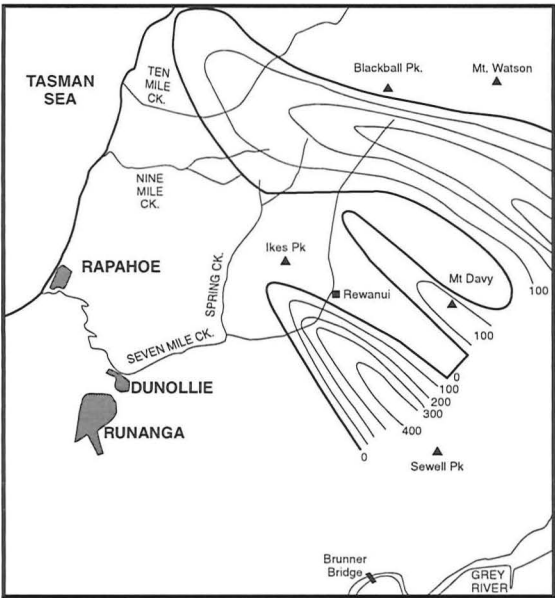 TASMAN
SEA
TEN
MILE
CK.
Blackball Pk.
Mt. Watson
NINE
MILE
CK.
RAPAHOE
SPRING CK.
Ikes Pk
Rewanui
Mt Davy
100
100
SEVEN MILE CK.
DUNOLLIE
RUNANGA
0
100
200
300
400
0
Sewell Pk
Brunner
Bridge
GREY
RIVER